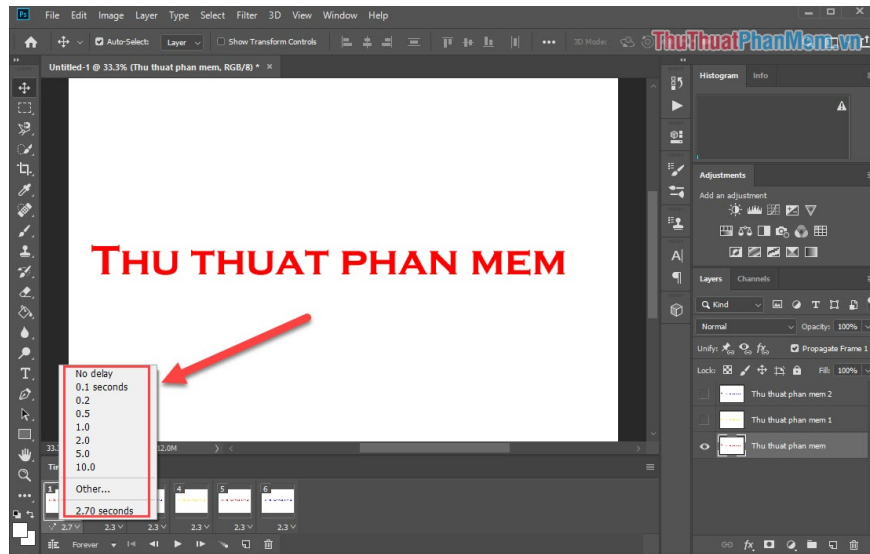 Ps File Edit Image Layer Type Select Filter 3D View Window Help
Auto-Select: Layer Show Transform Controls 3D Mode:
ThuThuatPhanMem.vn
Untitled-1 @ 33.3% (Thu thuat phan mem, RGB/8) * ×
Histogram Info
Adjustments
Add an adjustment
THU THUAT PHAN MEM
Layers Channels
Kind
Normal Opacity: 100%
Unify: Propagate Frame 1
Lock: Fill: 100%
Thu thuat phan mem 2
Thu thuat phan mem 1
Thu thuat phan mem
No delay
0.1 seconds
0.2
0.5
1.0
2.0
5.0
10.0
Other...
2.70 seconds
1 4 5 6
2.7 2.3 2.3 2.3 2.3 2.3
Forever